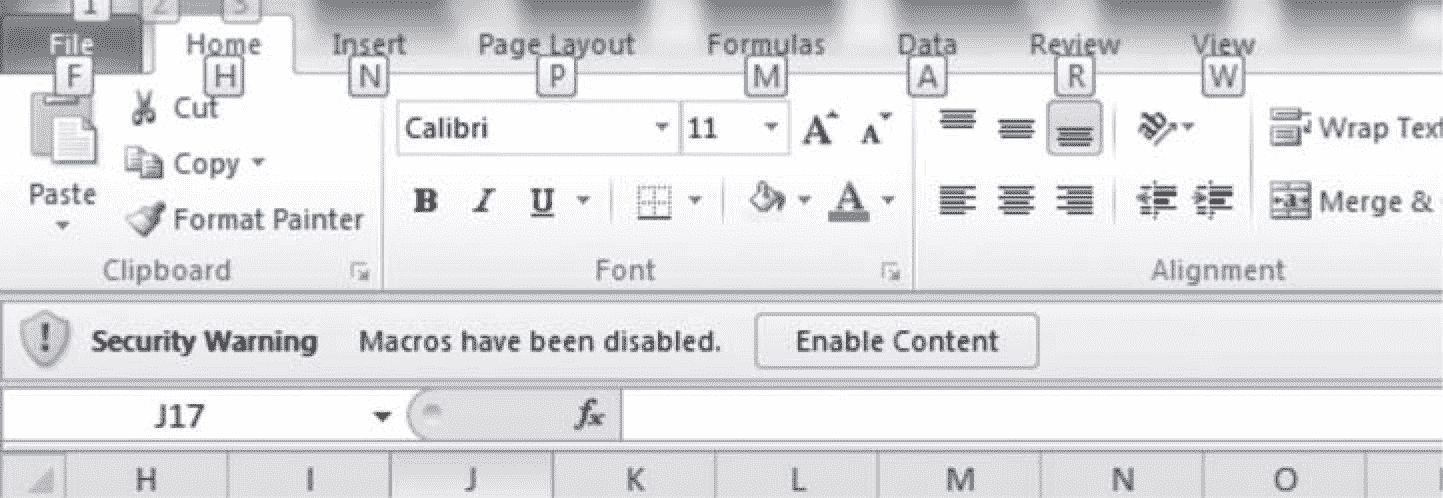 1 2 3
File Home Insert Page Layout Formulas Data Review View
F H N P M A R W
Cut
Calibri 11 A A Wrap Text
Copy
Paste B I U A Merge &
Format Painter
Clipboard Font Alignment
! Security Warning Macros have been disabled. Enable Content
J17 fx
H I J K L M N O